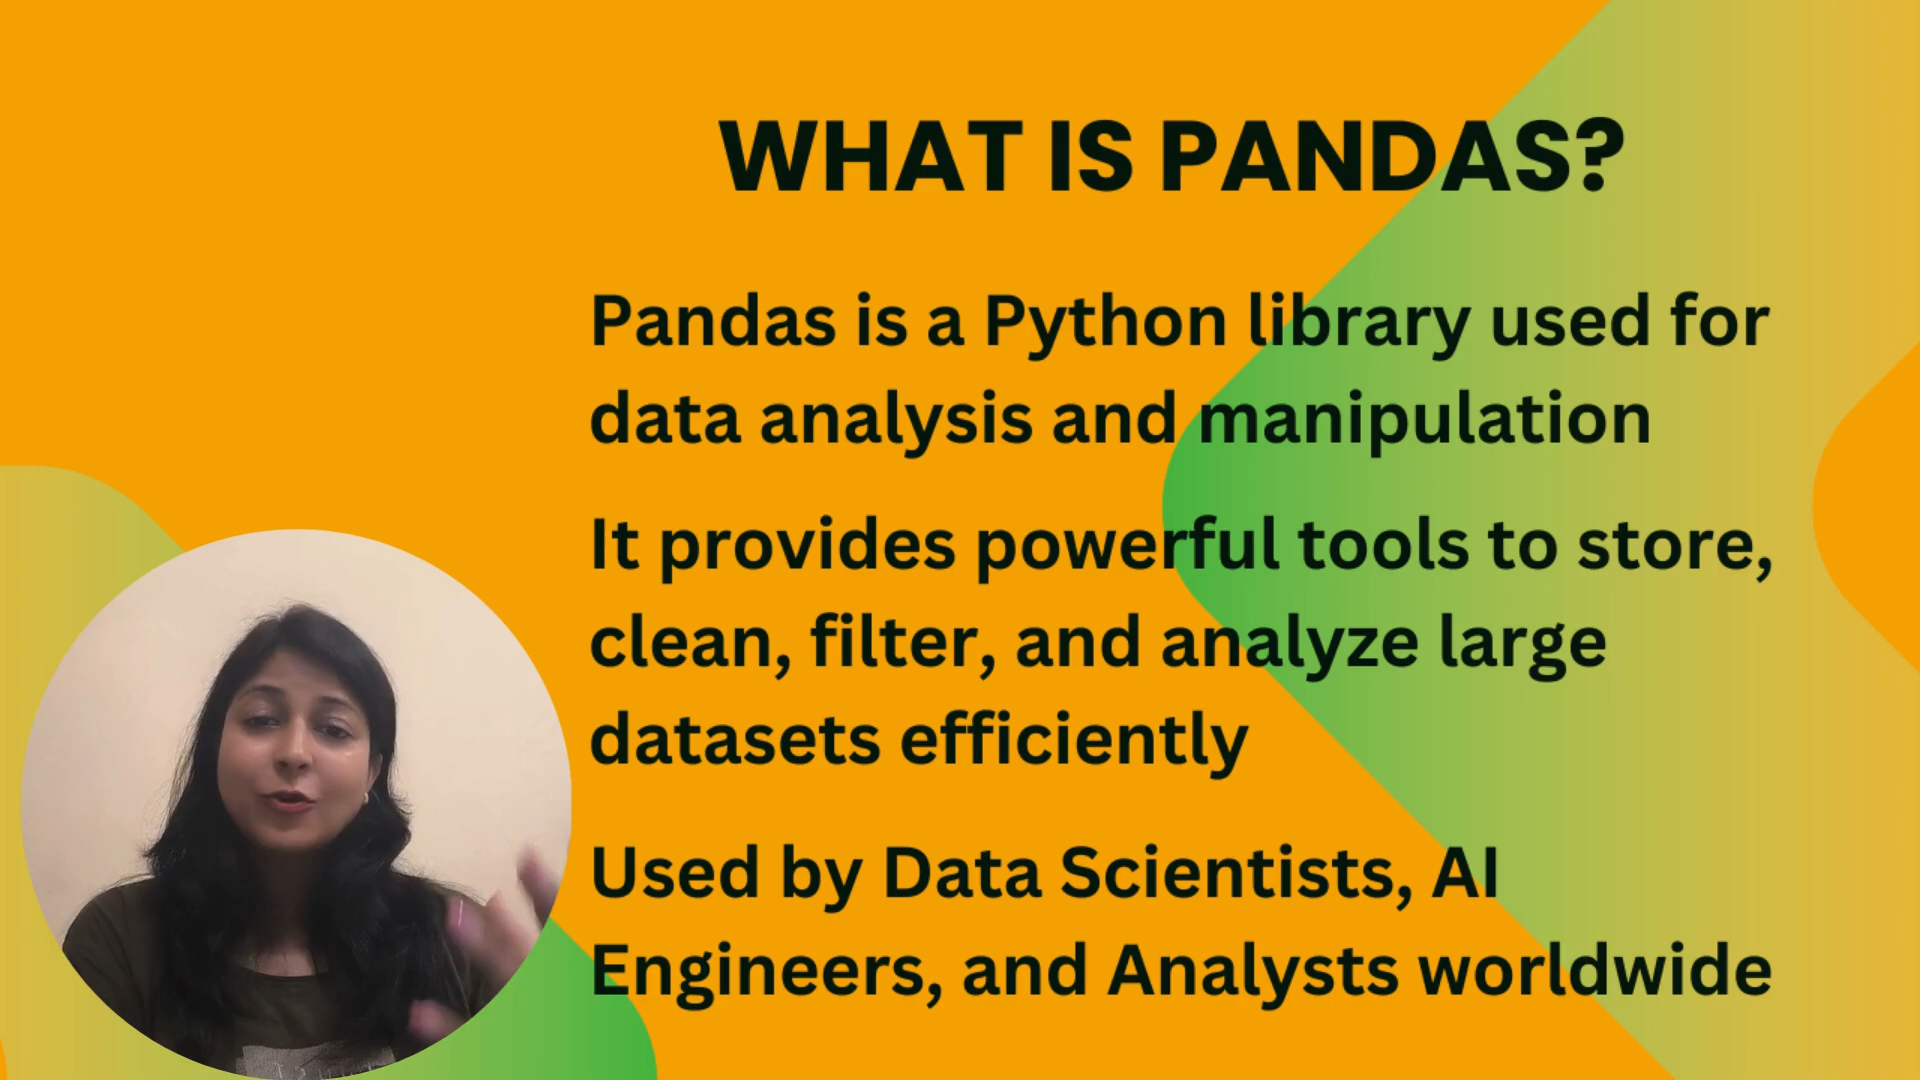 WHAT IS PANDAS?
Pandas is a Python library used for
data analysis and manipulation
It provides powerful tools to store,
clean, filter, and analyze large
datasets efficiently
Used by Data Scientists, AI
Engineers, and Analysts worldwide